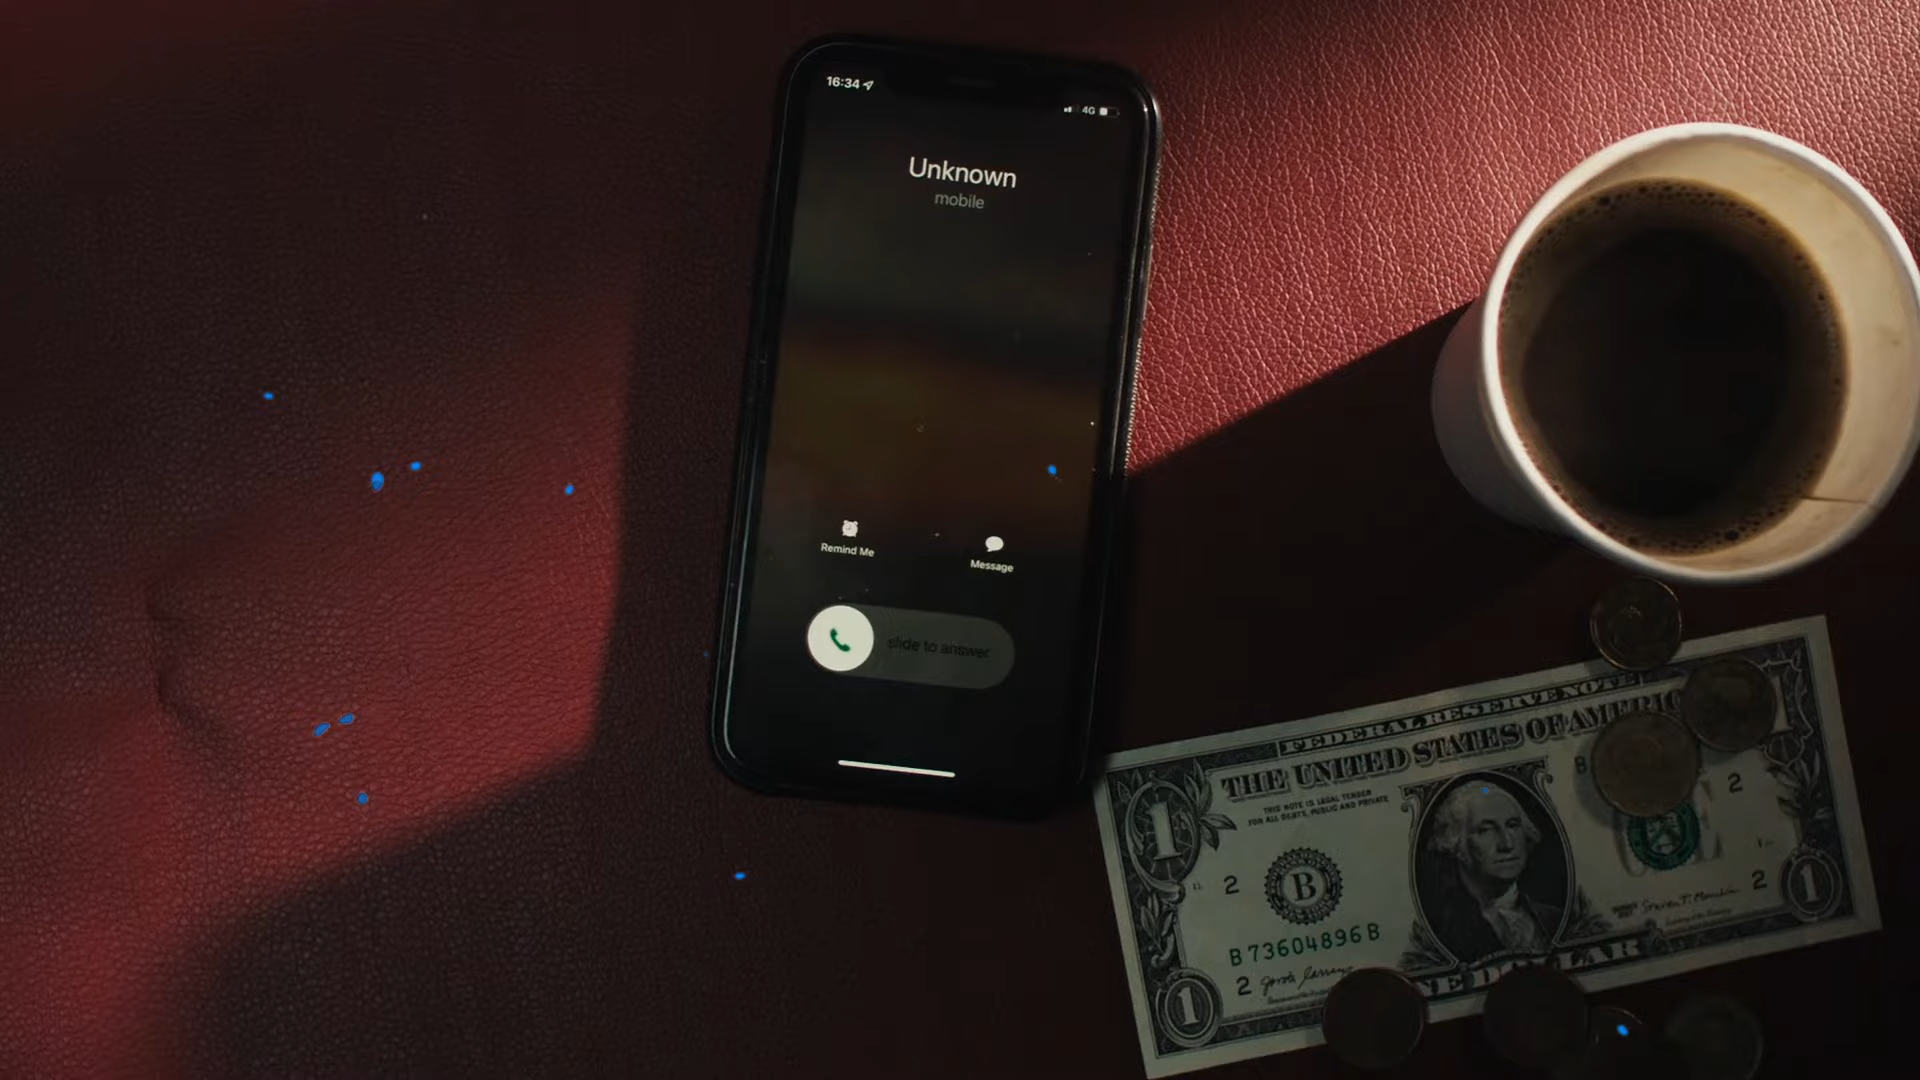 16:34
4G
Unknown
mobile
Remind Me
Message
slide to answer
FEDERAL RESERVE NOTE
THE UNITED STATES OF AMERICA
THIS NOTE IS LEGAL TENDER
FOR ALL DEBTS, PUBLIC AND PRIVATE
1
B
2
2
B 73604896 B
2
2
1
1
ONE DOLLAR